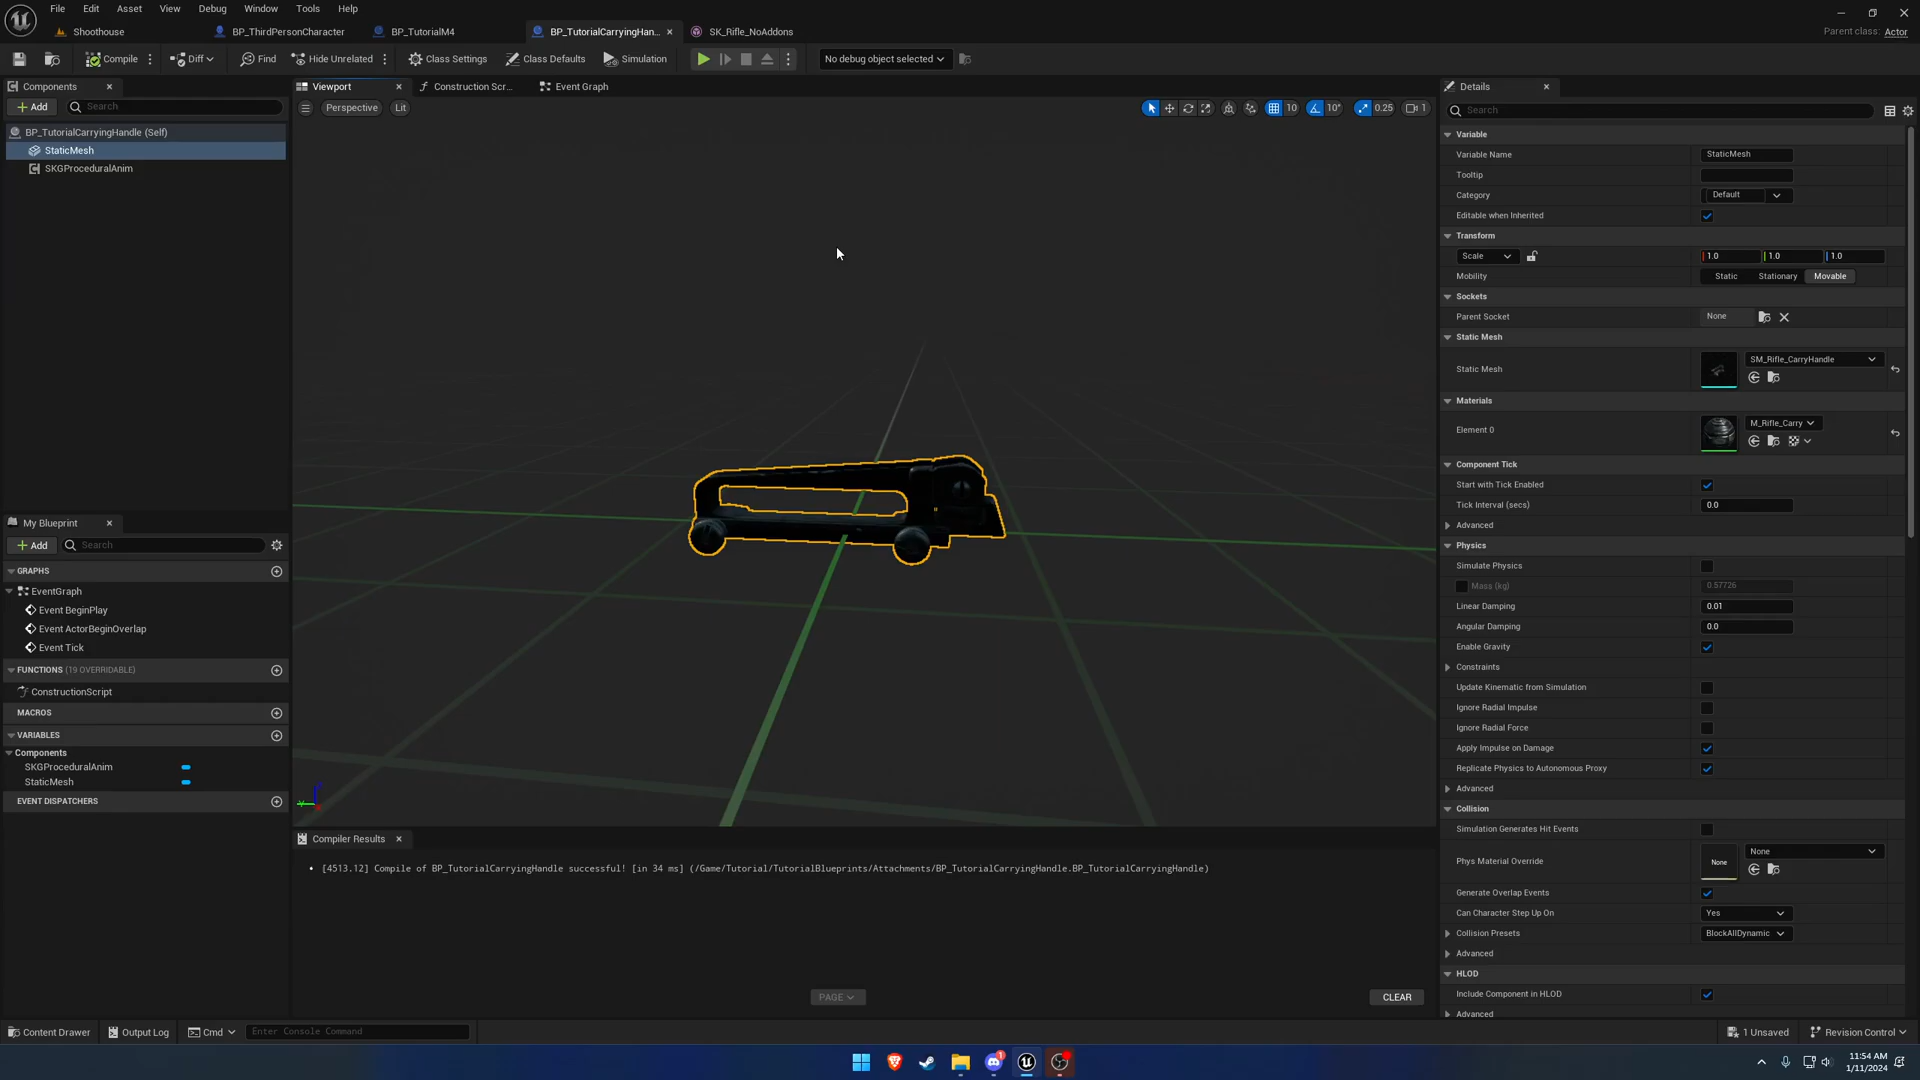 File Edit Asset View Debug Window Tools Help
Shoothouse BP_ThirdPersonCharacter BP_TutorialM4 BP_TutorialCarryingHan... SK_Rifle_NoAddons
Parent class: Actor
Compile Diff Find Hide Unrelated Class Settings Class Defaults Simulation No debug object selected
Components
Add Search
BP_TutorialCarryingHandle (Self)
StaticMesh
SKGProceduralAnim
My Blueprint
Add Search
GRAPHS
EventGraph
Event BeginPlay
Event ActorBeginOverlap
Event Tick
FUNCTIONS (19 OVERRIDABLE)
ConstructionScript
MACROS
VARIABLES
Components
SKGProceduralAnim
StaticMesh
EVENT DISPATCHERS
Viewport Construction Scr... Event Graph
Perspective Lit 10 10° 0.25 1
Compiler Results
[4513.12] Compile of BP_TutorialCarryingHandle successful! [in 34 ms] (/Game/Tutorial/TutorialBlueprints/Attachments/BP_TutorialCarryingHandle.BP_TutorialCarryingHandle)
PAGE CLEAR
Details
Search
Variable
Variable Name StaticMesh
Tooltip
Category Default
Editable when Inherited
Transform
Scale 1.0 1.0 1.0
Mobility Static Stationary Movable
Sockets
Parent Socket None
Static Mesh
Static Mesh SM_Rifle_CarryHandle
Materials
Element 0 M_Rifle_Carry
Component Tick
Start with Tick Enabled
Tick Interval (secs) 0.0
Advanced
Physics
Simulate Physics
Mass (kg) 0.57726
Linear Damping 0.01
Angular Damping 0.0
Enable Gravity
Constraints
Update Kinematic from Simulation
Ignore Radial Impulse
Ignore Radial Force
Apply Impulse on Damage
Replicate Physics to Autonomous Proxy
Advanced
Collision
Simulation Generates Hit Events
Phys Material Override None None
Generate Overlap Events
Can Character Step Up On Yes
Collision Presets BlockAllDynamic
Advanced
HLOD
Include Component in HLOD
Advanced
Content Drawer Output Log Cmd Enter Console Command 1 Unsaved Revision Control
11:54 AM
1/11/2024